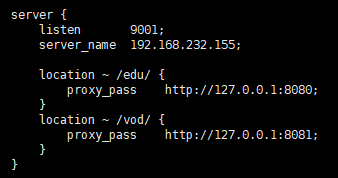 server {
    listen       9001;
    server_name  192.168.232.155;

    location ~ /edu/ {
        proxy_pass    http://127.0.0.1:8080;
    }
    location ~ /vod/ {
        proxy_pass    http://127.0.0.1:8081;
    }
}